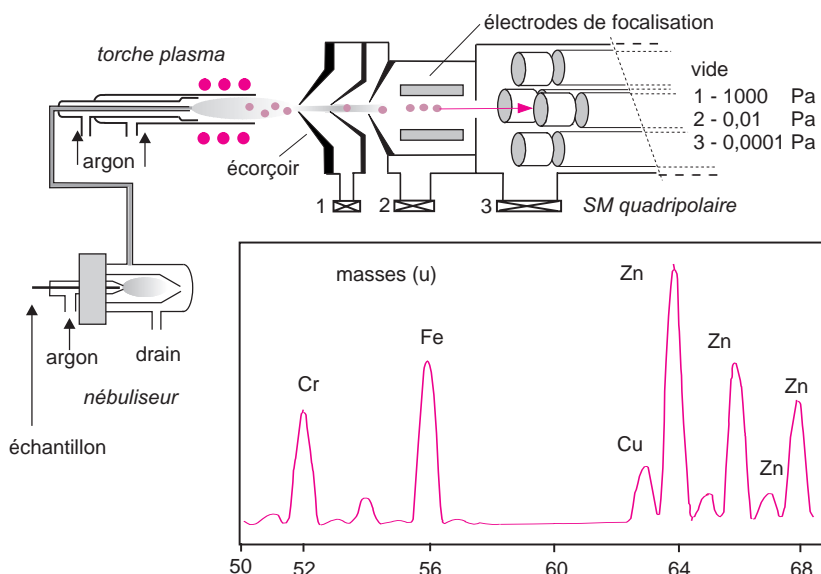 électrodes de focalisation
torche plasma
vide
1 - 1000 Pa
2 - 0,01 Pa
3 - 0,0001 Pa
argon
écorçoir
1
2
3
SM quadripolaire
masses (u)
Zn
Fe
Zn
Cr
Zn
Cu
Zn
argon
drain
nébuliseur
échantillon
50
52
56
60
64
68